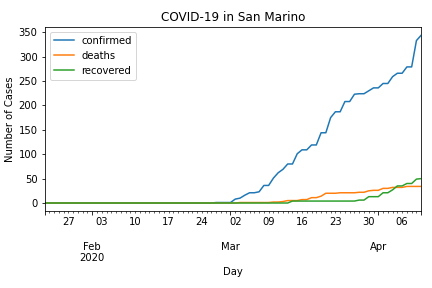 COVID-19 in San Marino
confirmed
deaths
recovered
Number of Cases
350
300
250
200
150
100
50
0
27 03 10 17 24 02 09 16 23 30 06
Feb Mar Apr
2020
Day